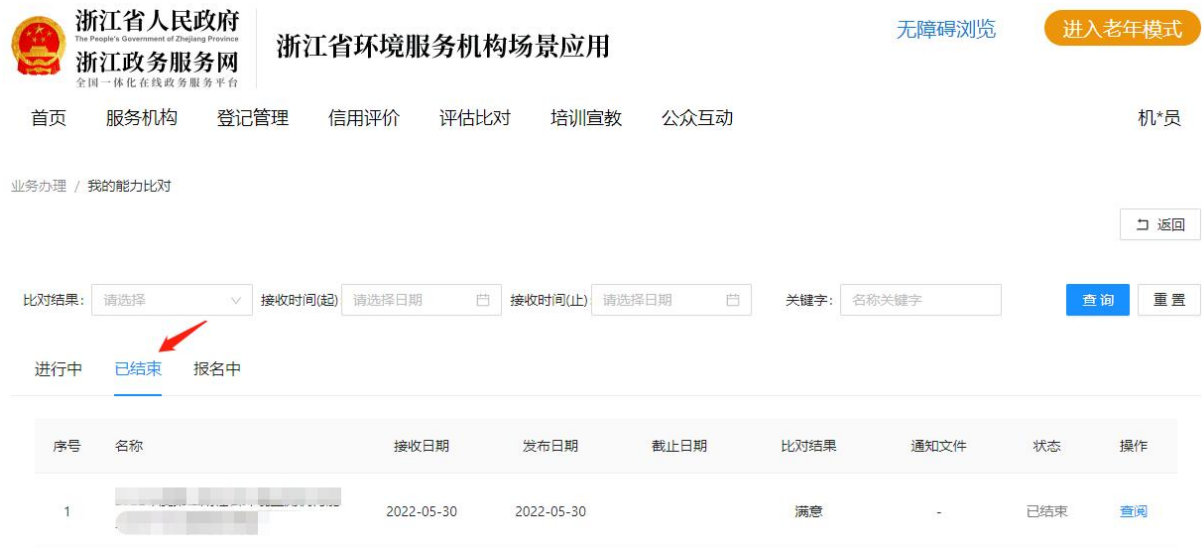 浙江省人民政府
The People's Government of Zhejiang Province
浙江政务服务网
全国一体化在线政务服务平台
浙江省环境服务机构场景应用
无障碍浏览
进入老年模式
首页 服务机构 登记管理 信用评价 评估比对 培训宣教 公众互动 机*员
业务办理 / 我的能力比对
返回
比对结果: 请选择 接收时间(起) 请选择日期 接收时间(止) 请选择日期 关键字: 名称关键字 查询 重置
进行中 已结束 报名中
序号 名称 接收日期 发布日期 截止日期 比对结果 通知文件 状态 操作
1 2022-05-30 2022-05-30 满意 - 已结束 查阅